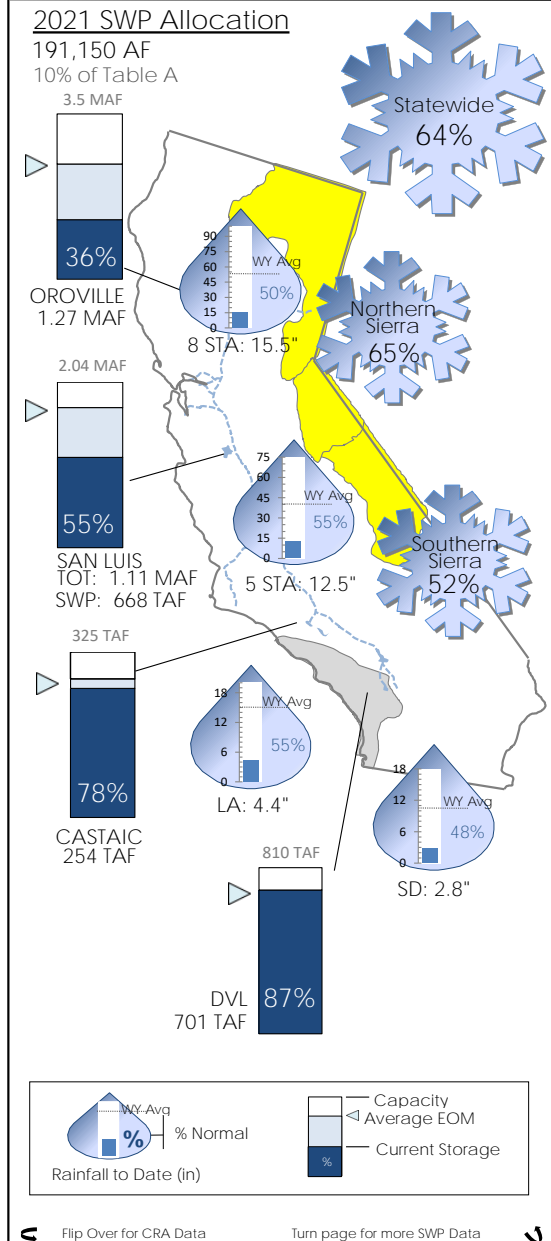 2021 SWP Allocation
191,150 AF
10% of Table A
3.5 MAF
36%
OROVILLE
1.27 MAF
Statewide
64%
90
75
60
45
30
15
0
WY Avg
50%
8 STA: 15.5"
Northern
Sierra
65%
2.04 MAF
55%
SAN LUIS
TOT: 1.11 MAF
SWP: 668 TAF
75
60
45
30
15
0
WY Avg
55%
5 STA: 12.5"
Southern
Sierra
52%
325 TAF
78%
CASTAIC
254 TAF
18
12
6
0
WY Avg
55%
LA: 4.4"
18
12
6
0
WY Avg
48%
SD: 2.8"
810 TAF
87%
DVL
701 TAF
WY Avg
%
% Normal
Rainfall to Date (in)
Capacity
Average EOM
Current Storage
%
Flip Over for CRA Data
Turn page for more SWP Data